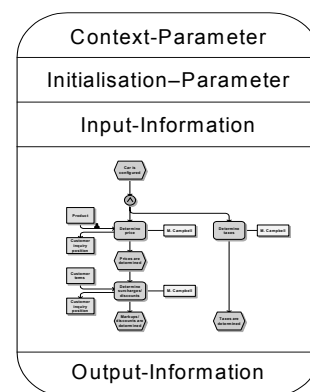 Context-Parameter
Initialisation–Parameter
Input-Information
Car is
configured
Product
Determine
price
M. Campbell
Determine
taxes
M. Campbell
Customer
inquiry
position
Prices are
determined
Customer
terms
Determine
surcharges/
discounts
M. Campbell
Customer
inquiry
position
Markups/
discounts are
determined
Taxes are
determined
Output-Information